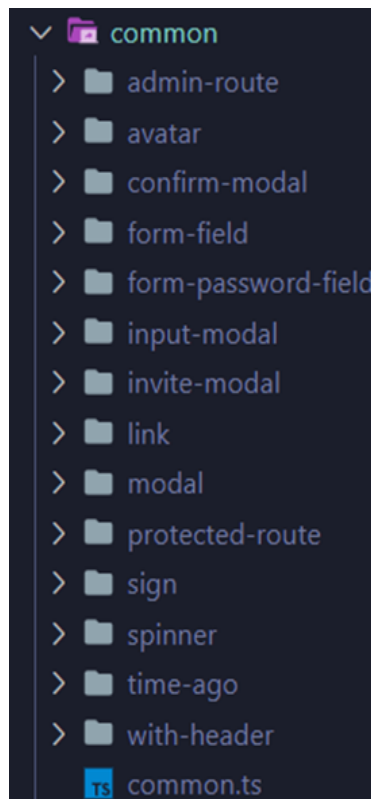 common
admin-route
avatar
confirm-modal
form-field
form-password-field
input-modal
invite-modal
link
modal
protected-route
sign
spinner
time-ago
with-header
TS common.ts